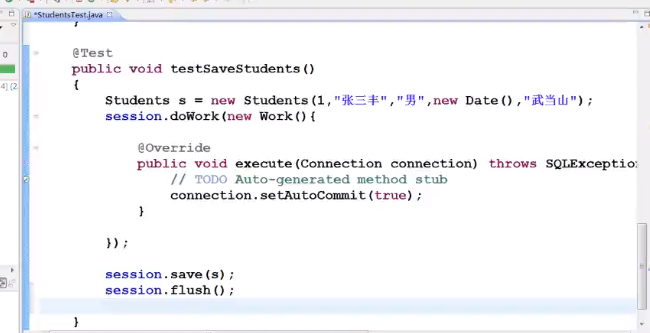 *StudentsTest.java
0
4] (2.
}
@Test
public void testSaveStudents()
{
Students s = new Students(1,"张三丰","男",new Date(),"武当山");
session.doWork(new Work(){
@Override
public void execute(Connection connection) throws SQLException
// TODO Auto-generated method stub
connection.setAutoCommit(true);
}
});
session.save(s);
session.flush();
}